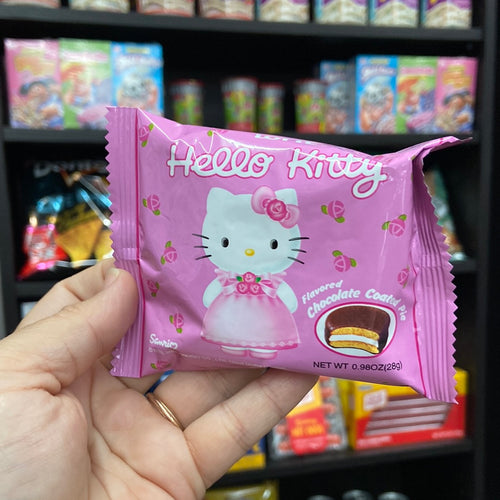 Hello Kitty
Flavored
Chocolate Coated Pie
Sanrio
NET WT 0.98OZ(28g)